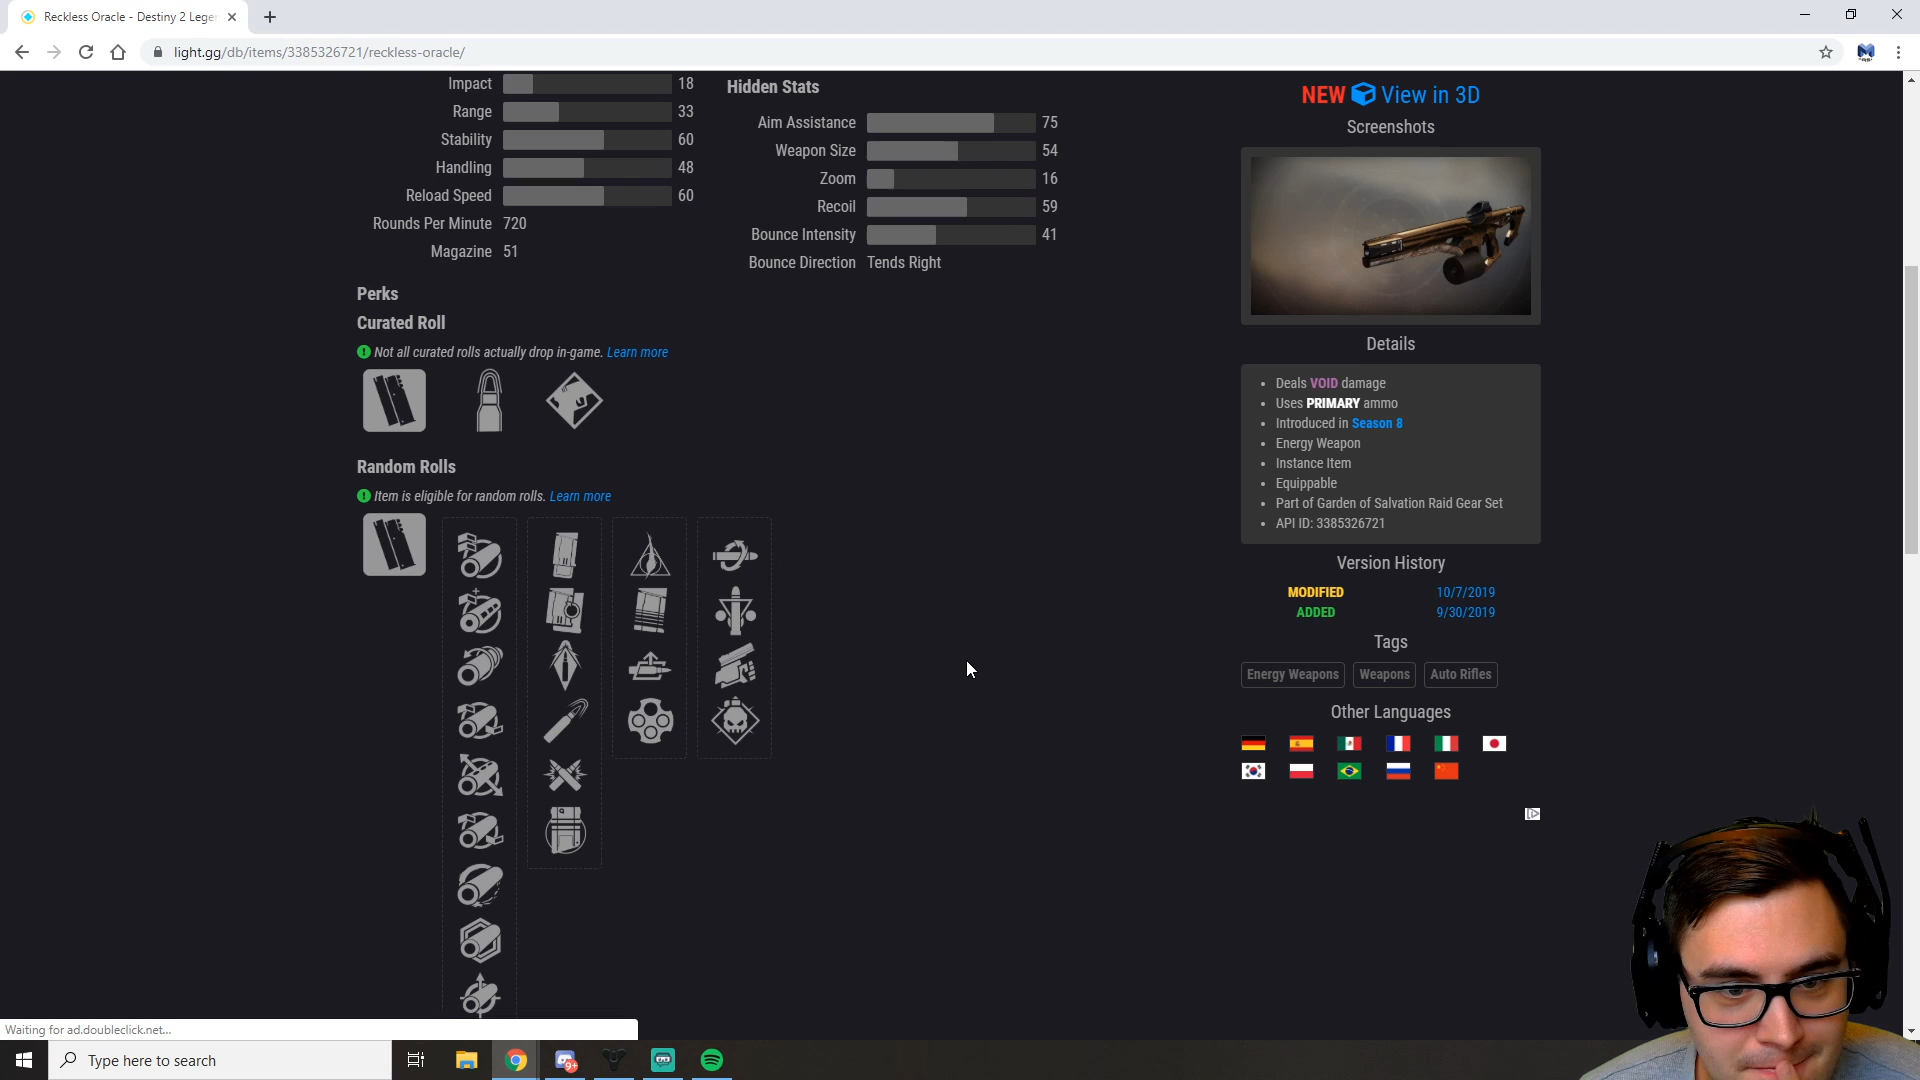 Reckless Oracle - Destiny 2 Lege
light.gg/db/items/3385326721/reckless-oracle/
Impact 18
Range 33
Stability 60
Handling 48
Reload Speed 60
Rounds Per Minute 720
Magazine 51
Hidden Stats
Aim Assistance 75
Weapon Size 54
Zoom 16
Recoil 59
Bounce Intensity 41
Bounce Direction Tends Right
Perks
Curated Roll
Not all curated rolls actually drop in-game. Learn more
Random Rolls
Item is eligible for random rolls. Learn more
NEW View in 3D
Screenshots
Details
Deals VOID damage
Uses PRIMARY ammo
Introduced in Season 8
Energy Weapon
Instance Item
Equippable
Part of Garden of Salvation Raid Gear Set
API ID: 3385326721
Version History
MODIFIED 10/7/2019
ADDED 9/30/2019
Tags
Energy Weapons Weapons Auto Rifles
Other Languages
Waiting for ad.doubleclick.net...
Type here to search
9+